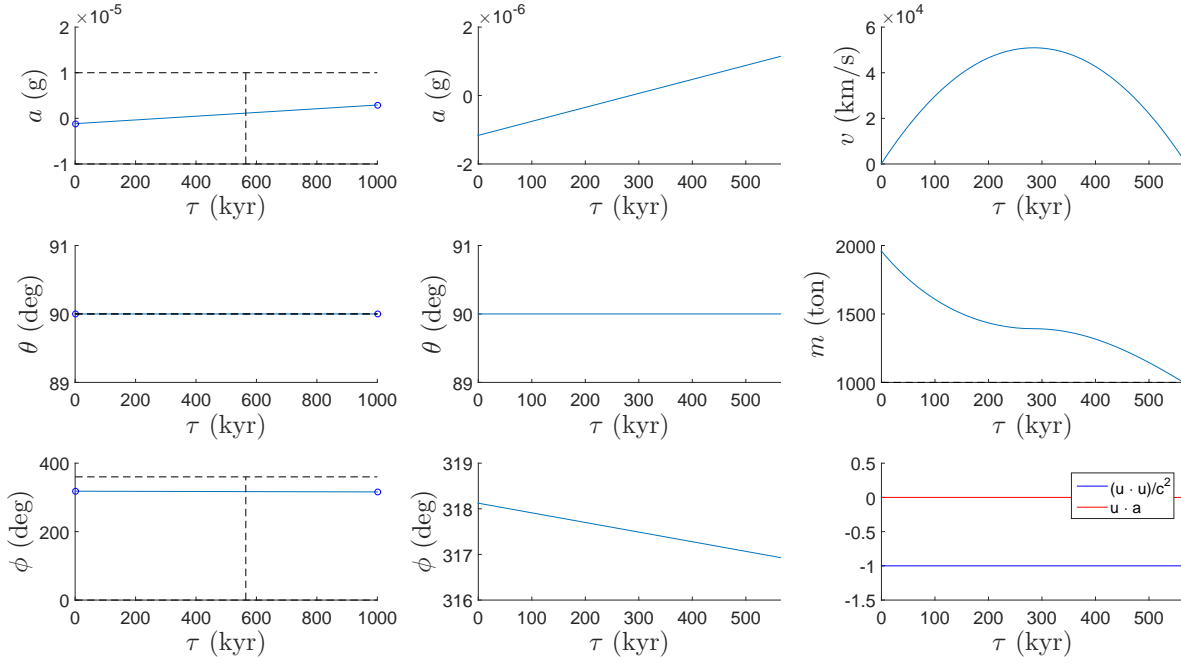 ×10⁻⁵
2
1
0
-1
a (g)
0 200 400 600 800 1000
τ (kyr)
×10⁻⁶
2
0
-2
a (g)
0 100 200 300 400 500
τ (kyr)
×10⁴
6
4
2
0
v (km/s)
0 100 200 300 400 500
τ (kyr)
91
90
89
θ (deg)
0 200 400 600 800 1000
τ (kyr)
91
90
89
θ (deg)
0 100 200 300 400 500
τ (kyr)
2000
1500
1000
m (ton)
0 100 200 300 400 500
τ (kyr)
400
200
0
ϕ (deg)
0 200 400 600 800 1000
τ (kyr)
319
318
317
316
ϕ (deg)
0 100 200 300 400 500
τ (kyr)
0.5
0
-0.5
-1
-1.5
(u · u)/c²
u · a
0 100 200 300 400 500
τ (kyr)